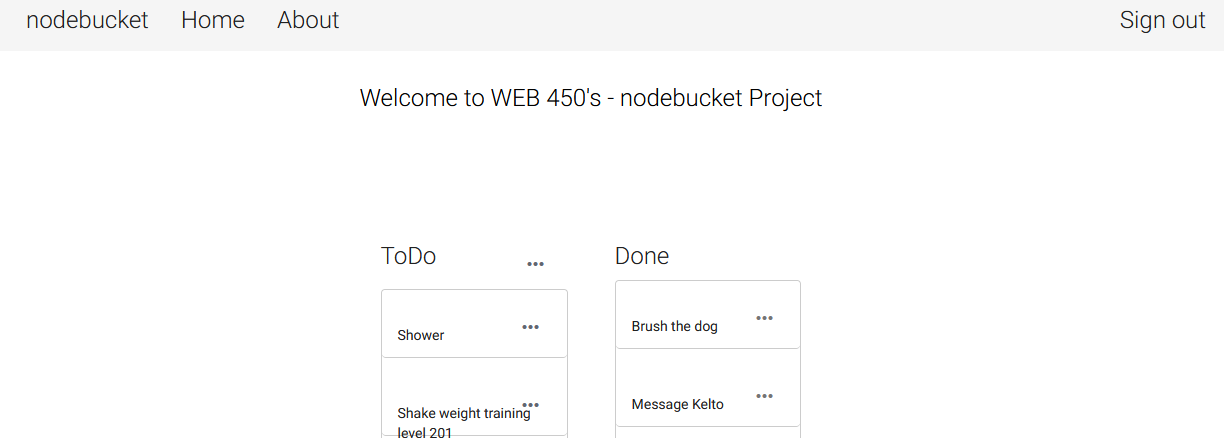 nodebucket Home About Sign out
Welcome to WEB 450's - nodebucket Project
ToDo Done
Shower
Brush the dog
Shake weight training
level 201
Message Kelto